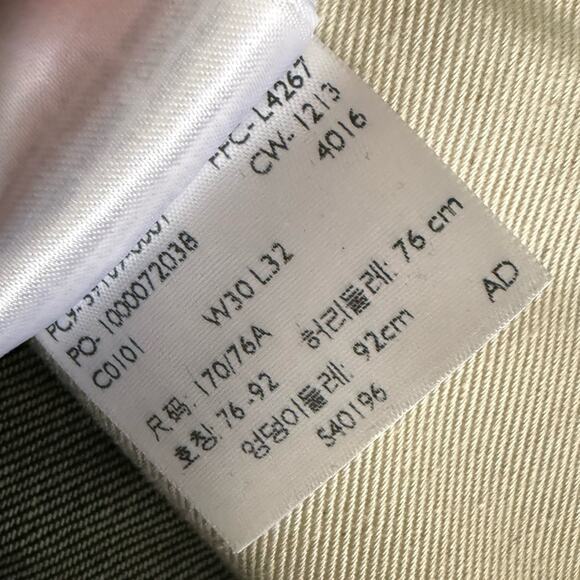 FFC- L4267
CW- 1213
4016
PO- 1000072038
C0101
W30 L32
尺码: 170/76A
호칭: 76 -92
허리둘레: 76 cm
엉덩이둘레: 92cm
540196
AD